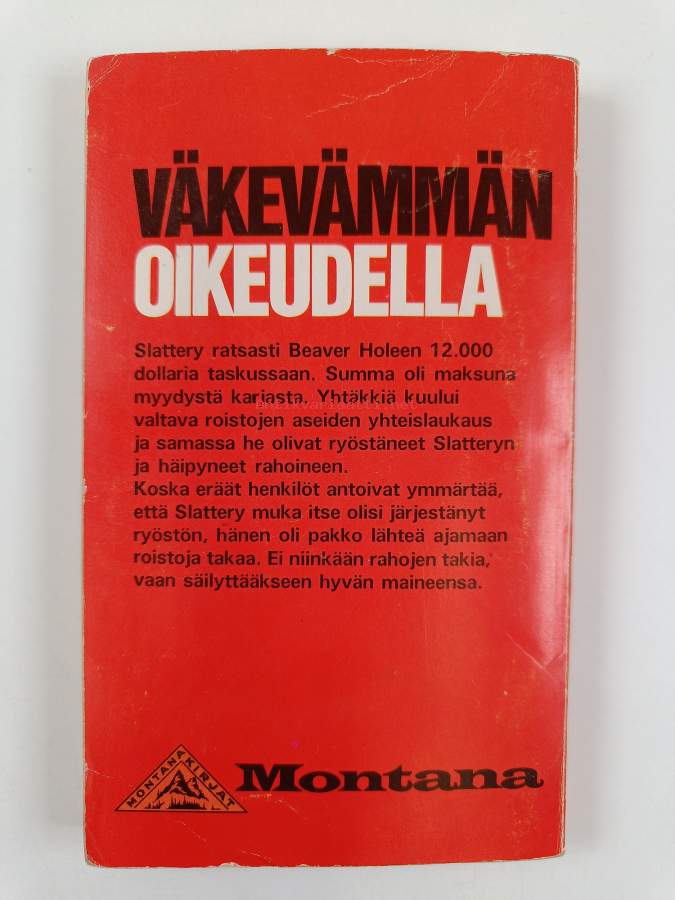 VÄKEVÄMMÄN
OIKEUDELLA
Slattery ratsasti Beaver Holeen 12.000
dollaria taskussaan. Summa oli maksuna
myydystä karjasta. Yhtäkkiä kuului
antikvariaatti.net
valtava roistojen aseiden yhteislaukaus
ja samassa he olivat ryöstäneet Slatteryn
ja häipyneet rahoineen.
Koska eräät henkilöt antoivat ymmärtää,
että Slattery muka itse olisi järjestänyt
ryöstön, hänen oli pakko lähteä ajamaan
roistoja takaa. Ei niinkään rahojen takia,
vaan säilyttääkseen hyvän maineensa.
MONTANA KIRJAT
Montana